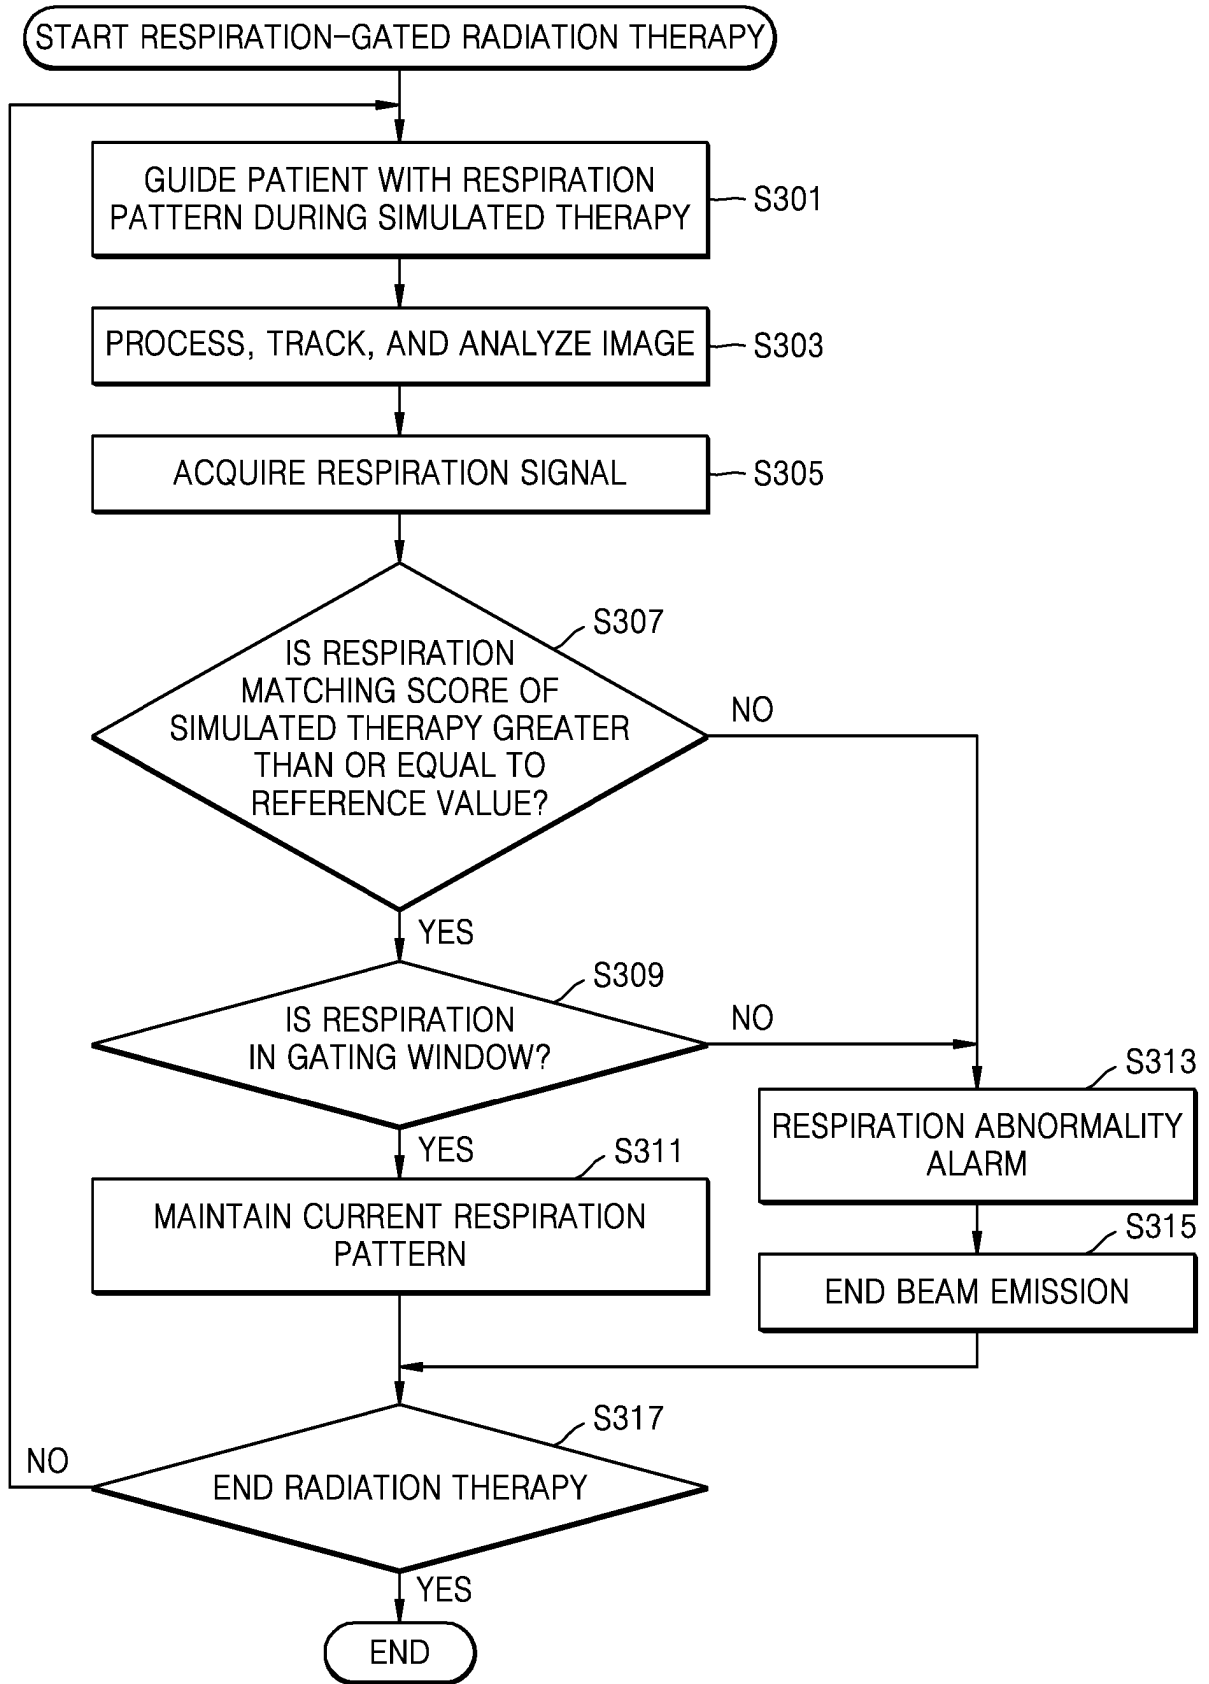 START RESPIRATION-GATED RADIATION THERAPY
GUIDE PATIENT WITH RESPIRATION
PATTERN DURING SIMULATED THERAPY
S301
PROCESS, TRACK, AND ANALYZE IMAGE
S303
ACQUIRE RESPIRATION SIGNAL
S305
S307
IS RESPIRATION
MATCHING SCORE OF
SIMULATED THERAPY GREATER
THAN OR EQUAL TO
REFERENCE VALUE?
NO
YES
S309
IS RESPIRATION
IN GATING WINDOW?
NO
YES
S311
MAINTAIN CURRENT RESPIRATION
PATTERN
S313
RESPIRATION ABNORMALITY
ALARM
S315
END BEAM EMISSION
S317
END RADIATION THERAPY
NO
YES
END